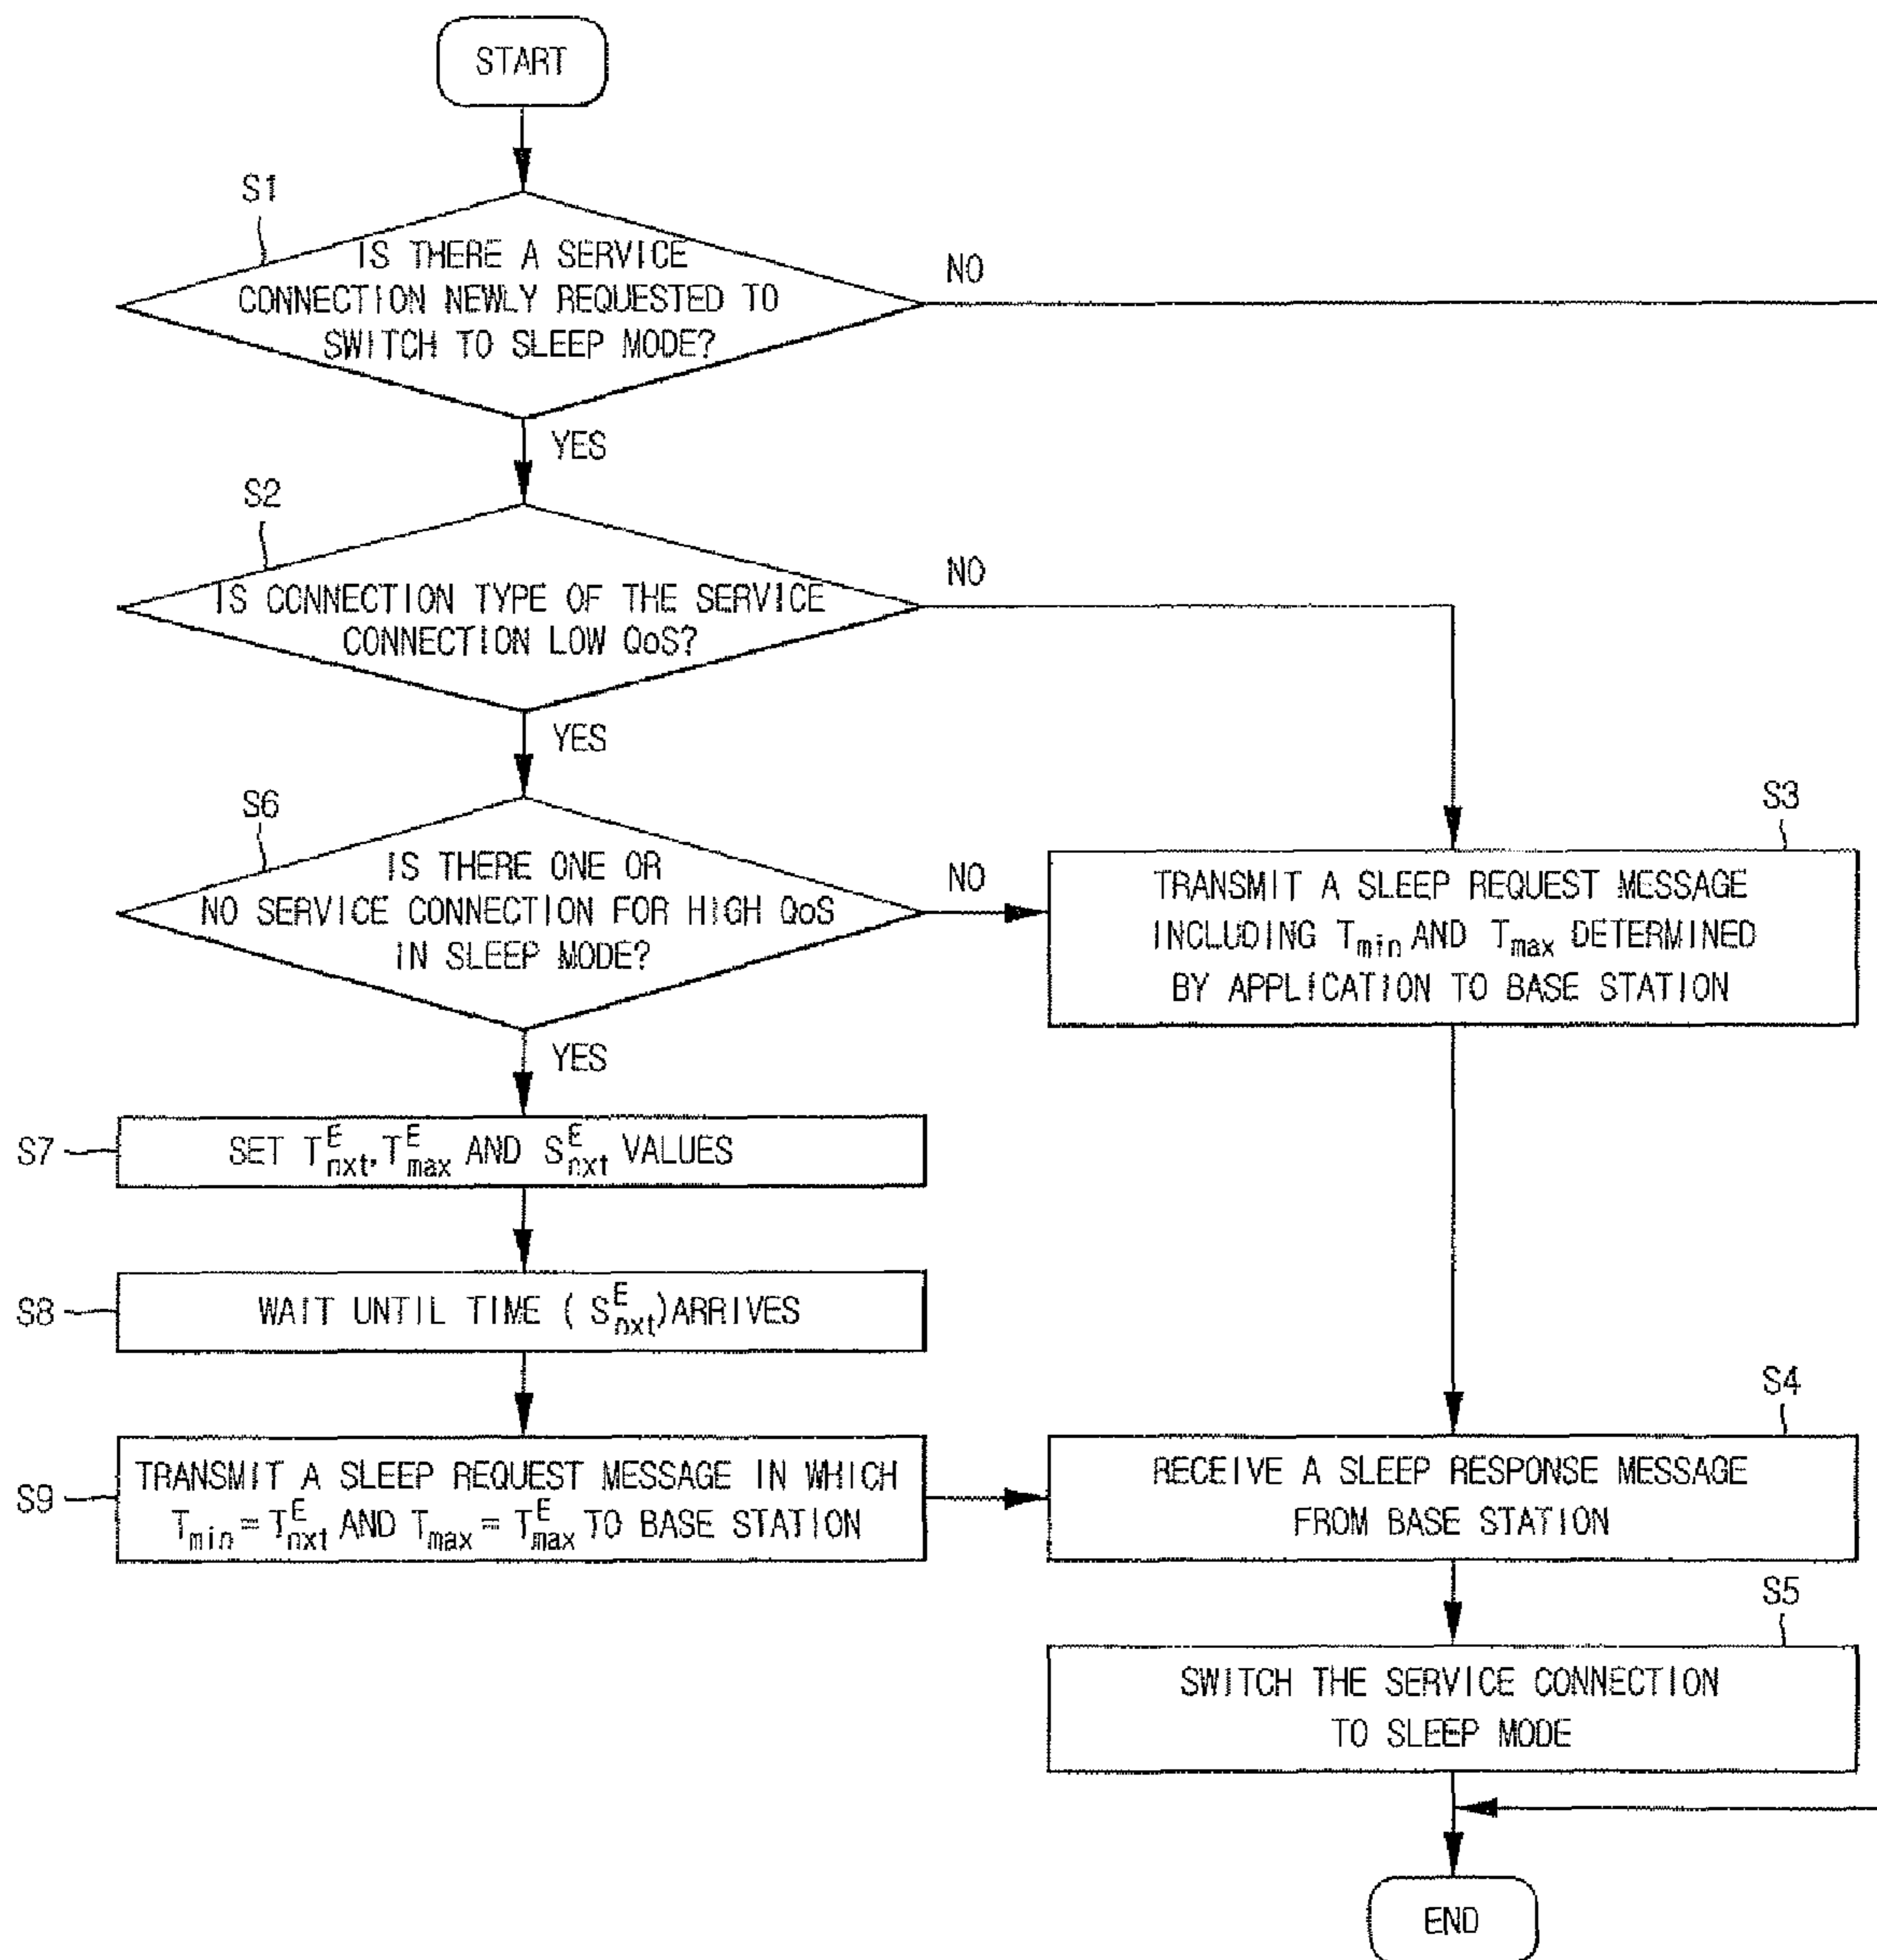 START
S1
IS THERE A SERVICE
CONNECTION NEWLY REQUESTED TO
SWITCH TO SLEEP MODE?
NO
YES
S2
IS CONNECTION TYPE OF THE SERVICE
CONNECTION LOW QoS?
NO
YES
S6
IS THERE ONE OR
NO SERVICE CONNECTION FOR HIGH QoS
IN SLEEP MODE?
NO
YES
S3
TRANSMIT A SLEEP REQUEST MESSAGE
INCLUDING T_min AND T_max DETERMINED
BY APPLICATION TO BASE STATION
S7
SET T^E_nxt, T^E_max AND S^E_nxt VALUES
S8
WAIT UNTIL TIME ( S^E_nxt) ARRIVES
S9
TRANSMIT A SLEEP REQUEST MESSAGE IN WHICH
T_min = T^E_nxt AND T_max = T^E_max TO BASE STATION
S4
RECEIVE A SLEEP RESPONSE MESSAGE
FROM BASE STATION
S5
SWITCH THE SERVICE CONNECTION
TO SLEEP MODE
END